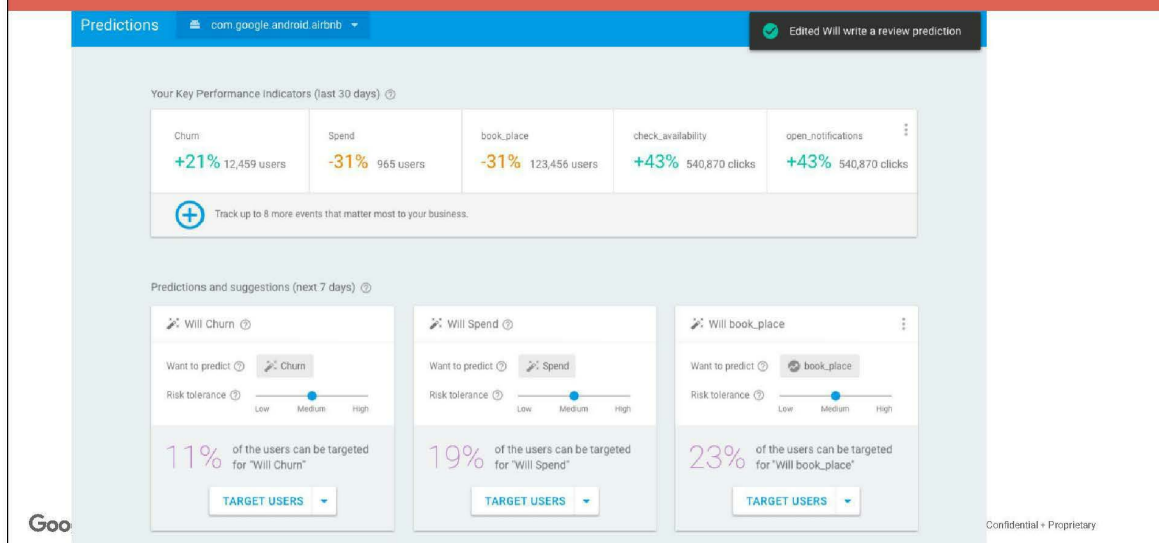 Predictions com.google.android.airbnb
Edited Will write a review prediction
Your Key Performance Indicators (last 30 days)
Churn Spend book_place check_availability open_notifications
+21% 12,459 users -31% 965 users -31% 123,456 users +43% 540,870 clicks +43% 540,870 clicks
Track up to 8 more events that matter most to your business.
Predictions and suggestions (next 7 days)
Will Churn
Want to predict Churn
Risk tolerance
Low Medium High
11% of the users can be targeted
for "Will Churn"
TARGET USERS
Will Spend
Want to predict Spend
Risk tolerance
Low Medium High
19% of the users can be targeted
for "Will Spend"
TARGET USERS
Will book_place
Want to predict book_place
Risk tolerance
Low Medium High
23% of the users can be targeted
for "Will book_place"
TARGET USERS
Goo
Confidential + Proprietary